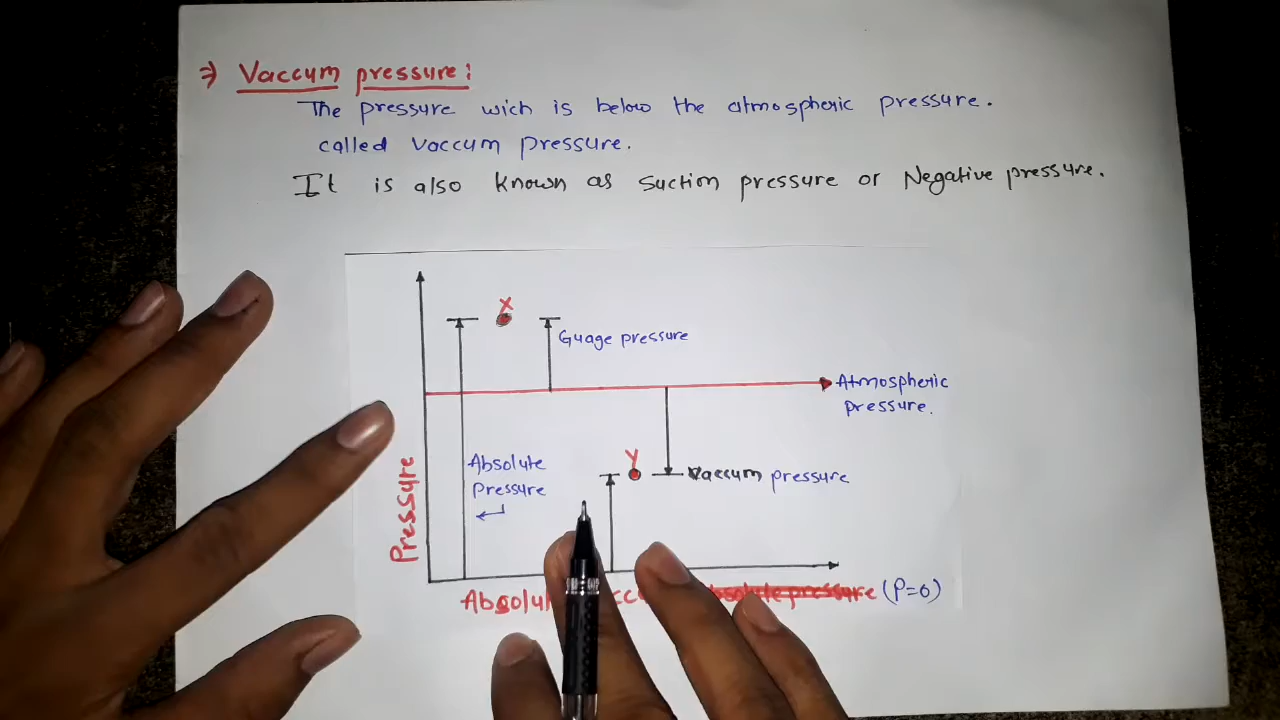 ⇒ Vaccum pressure:
The pressure wich is below the atmospheric pressure.
called Vaccum pressure.
It is also known as suction pressure or Negative pressure.
X
Guage pressure
Atmospheric
pressure.
Y
Absolute
Pressure
Vaccum pressure
Pressure
(P=0)